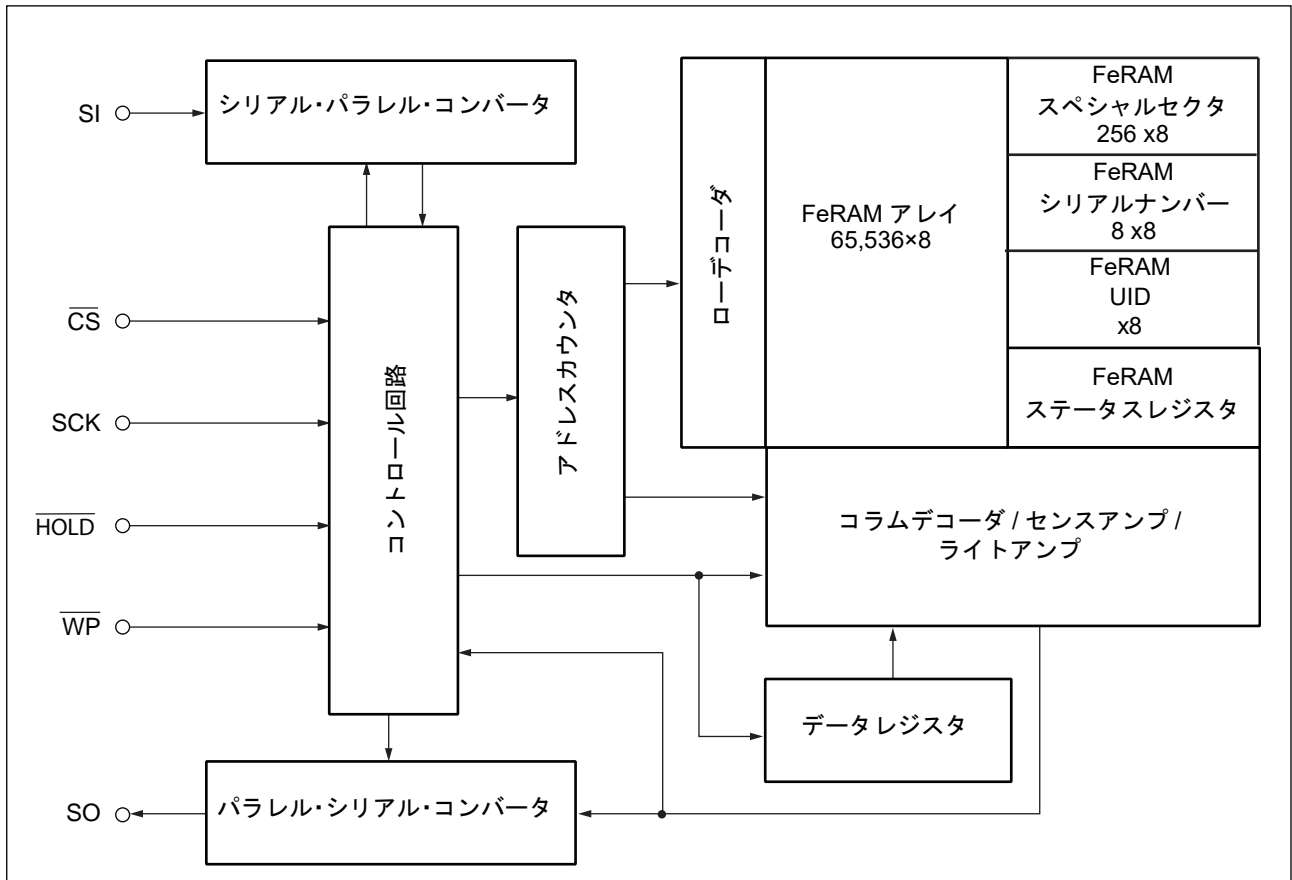 SI
シリアル・パラレル・コンバータ
CS
SCK
HOLD
WP
SO
コントロール回路
アドレスカウンタ
ローデコーダ
FeRAM アレイ
65,536×8
FeRAM
スペシャルセクタ
256 x8
FeRAM
シリアルナンバー
8 x8
FeRAM
UID
x8
FeRAM
ステータスレジスタ
コラムデコーダ / センスアンプ /
ライトアンプ
データレジスタ
パラレル・シリアル・コンバータ